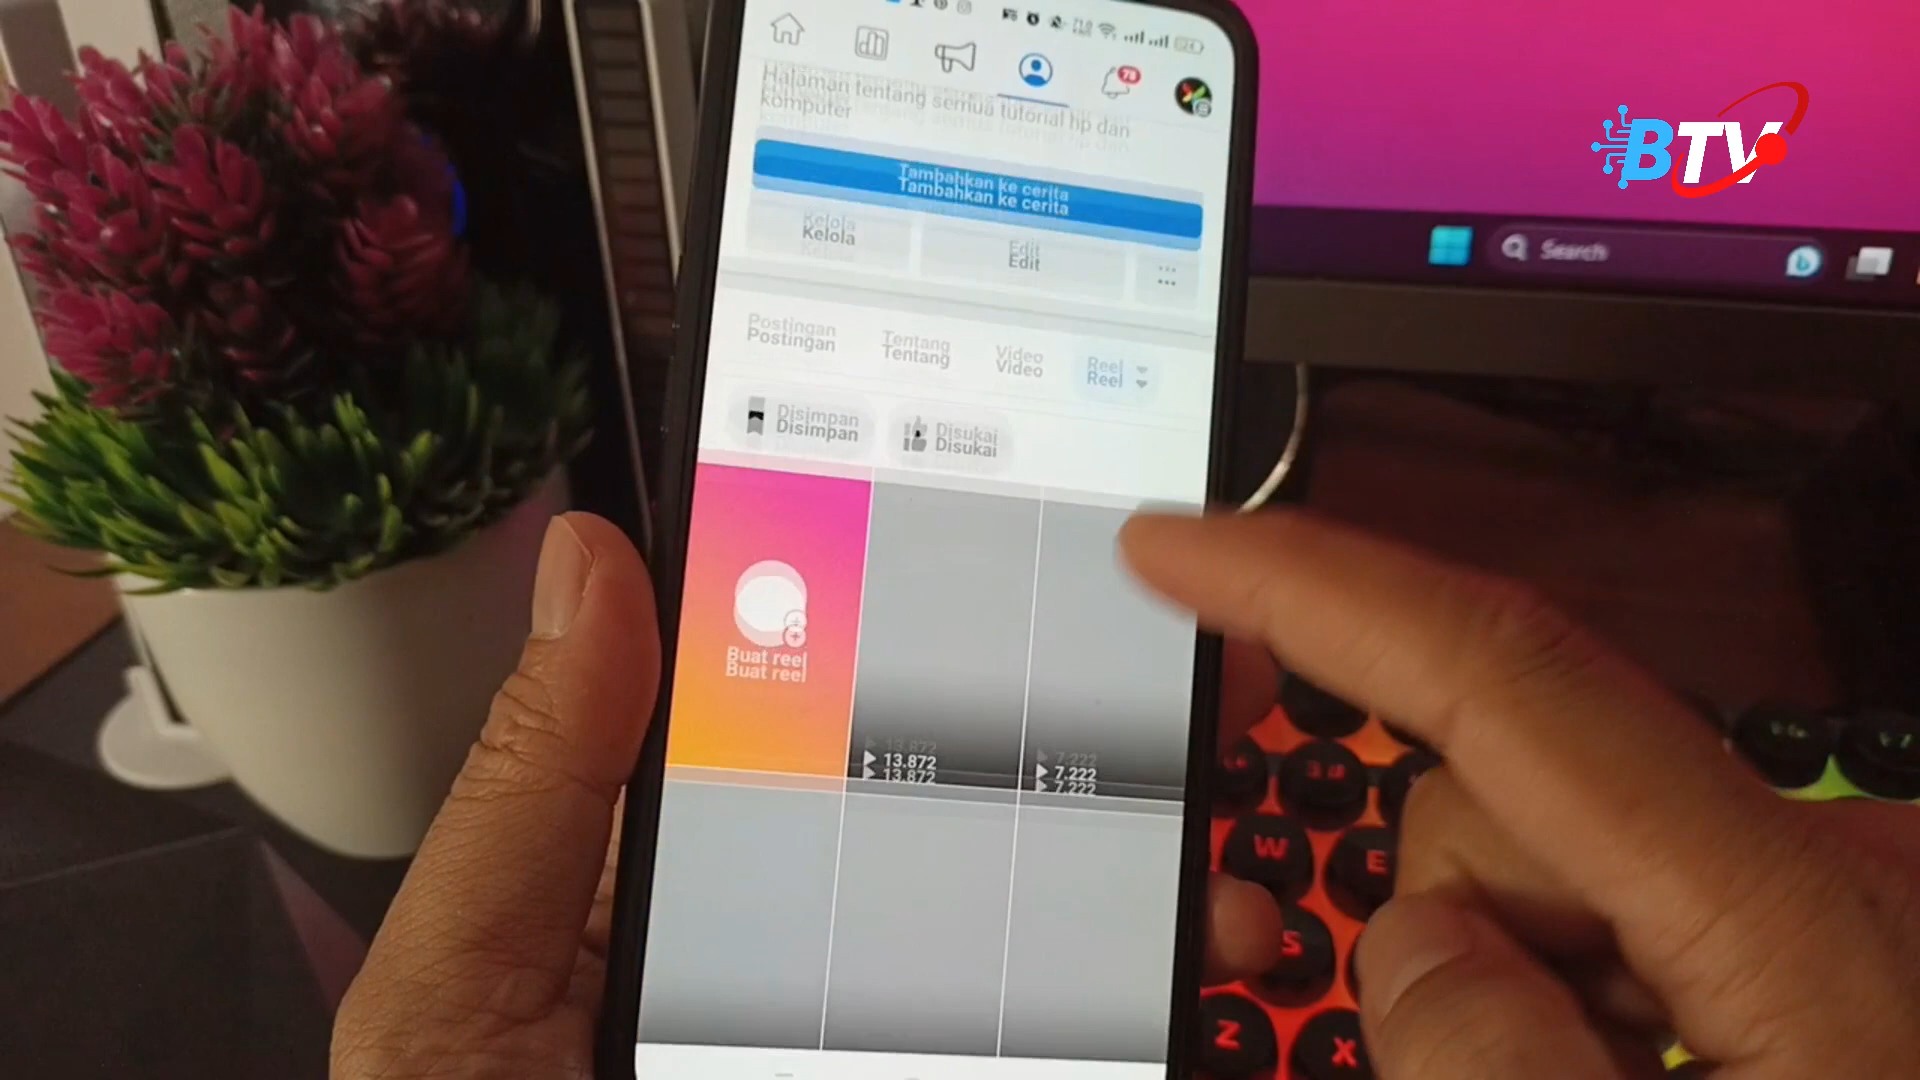 BTV
78
Halaman tentang semua tutorial hp dan
komputer
Tambahkan ke cerita
Kelola
Edit
...
Search
Postingan
Tentang
Video
Reel
Disimpan
Disukai
Buat reel
13.872
7.222
W
E
S
Z
X